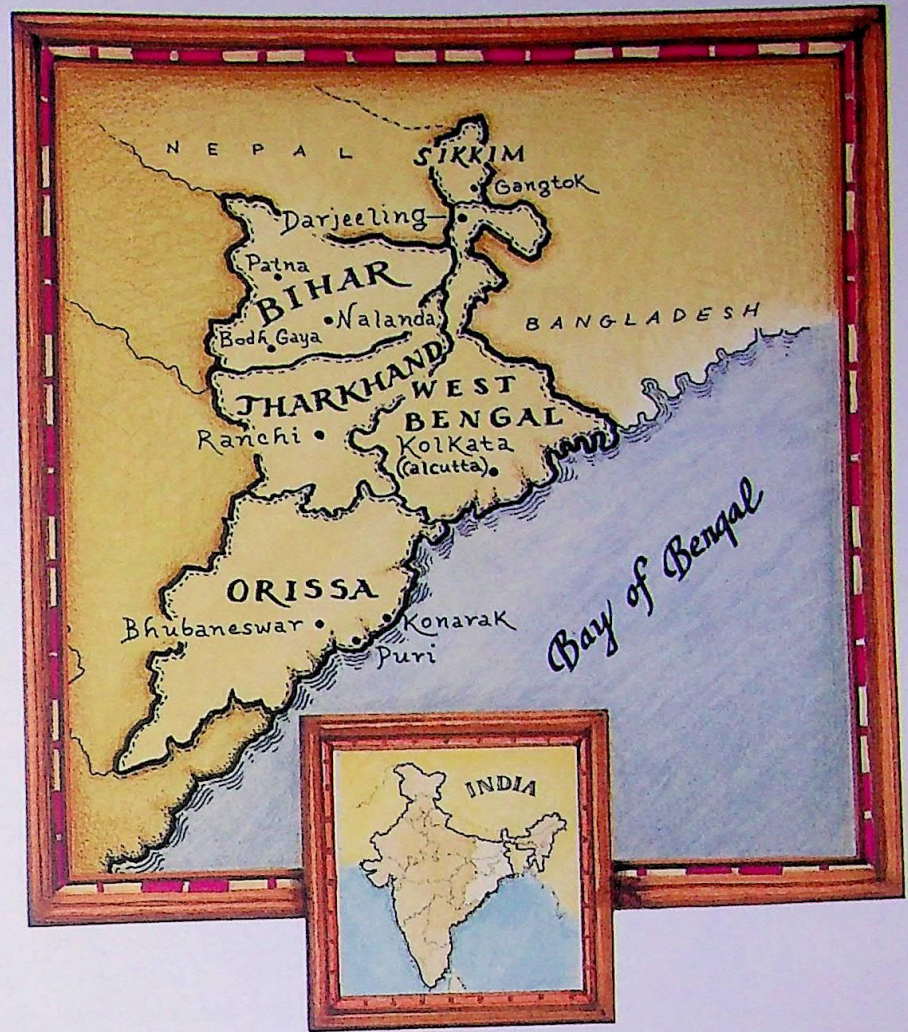 NEPAL
SIKKIM
Gangtok
Darjeeling
Patna
BIHAR
Nalanda
Bodh Gaya
BANGLADESH
JHARKHAND
WEST
BENGAL
Ranchi
Kolkata
(alcutta)
Bay of Bengal
ORISSA
Bhubaneswar
Konarak
Puri
INDIA